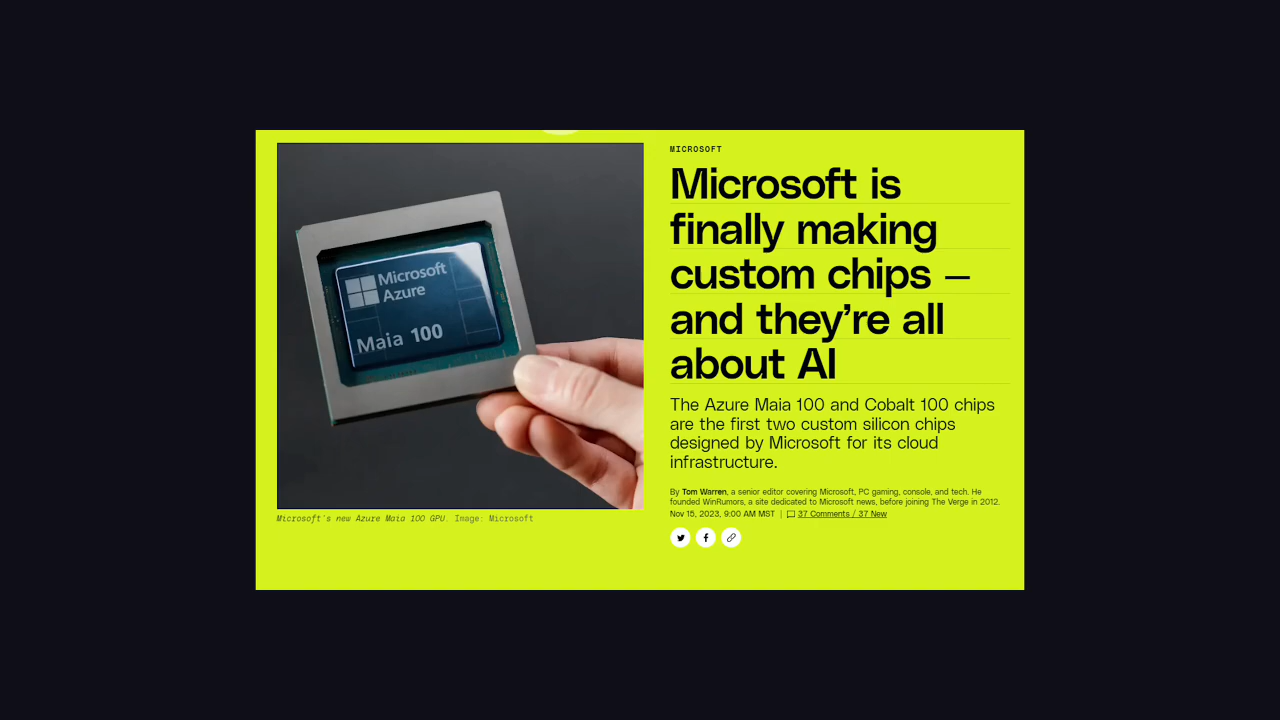 MICROSOFT
Microsoft is
finally making
custom chips —
and they’re all
about AI
The Azure Maia 100 and Cobalt 100 chips
are the first two custom silicon chips
designed by Microsoft for its cloud
infrastructure.
By Tom Warren, a senior editor covering Microsoft, PC gaming, console, and tech. He
founded WinRumors, a site dedicated to Microsoft news, before joining The Verge in 2012.
Nov 15, 2023, 9:00 AM MST | 37 Comments / 37 New
Microsoft
Azure
Maia 100
Microsoft’s new Azure Maia 100 GPU. Image: Microsoft